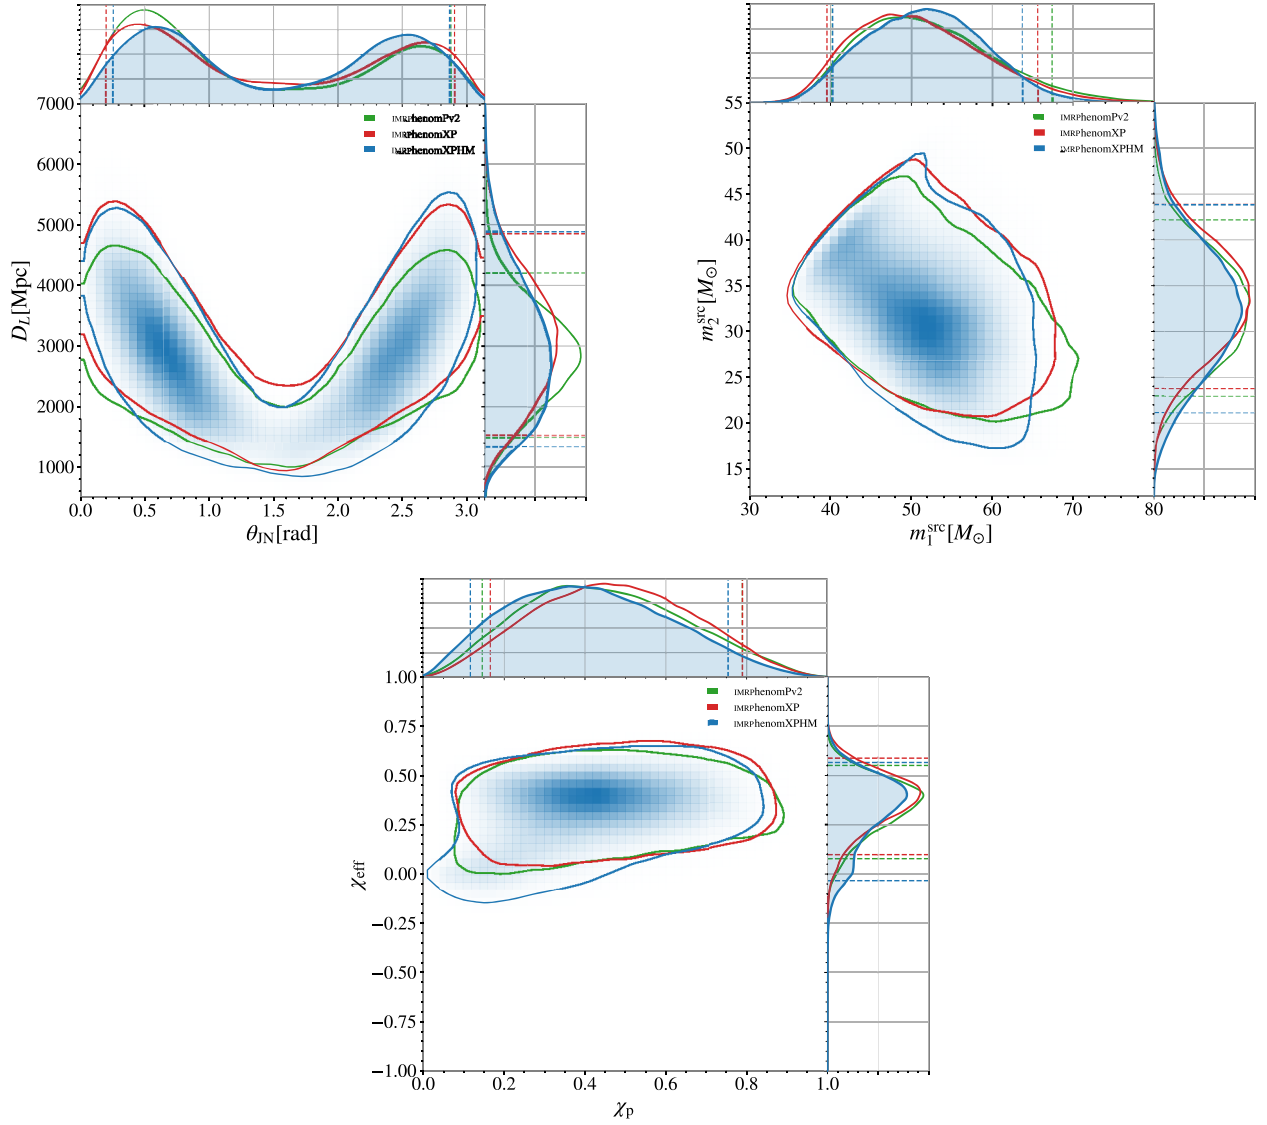 7000
6000
5000
4000
3000
2000
1000
D_L[Mpc]
IMRPhenomPv2
IMRPhenomXP
IMRPhenomXPHM
0.0 0.5 1.0 1.5 2.0 2.5 3.0
θ_JN[rad]
55
50
45
40
35
30
25
20
15
m_2^src[M_⊙]
IMRPhenomPv2
IMRPhenomXP
IMRPhenomXPHM
30 40 50 60 70 80
m_1^src[M_⊙]
1.00
0.75
0.50
0.25
0.00
−0.25
−0.50
−0.75
−1.00
χ_eff
IMRPhenomPv2
IMRPhenomXP
IMRPhenomXPHM
0.0 0.2 0.4 0.6 0.8 1.0
χ_p